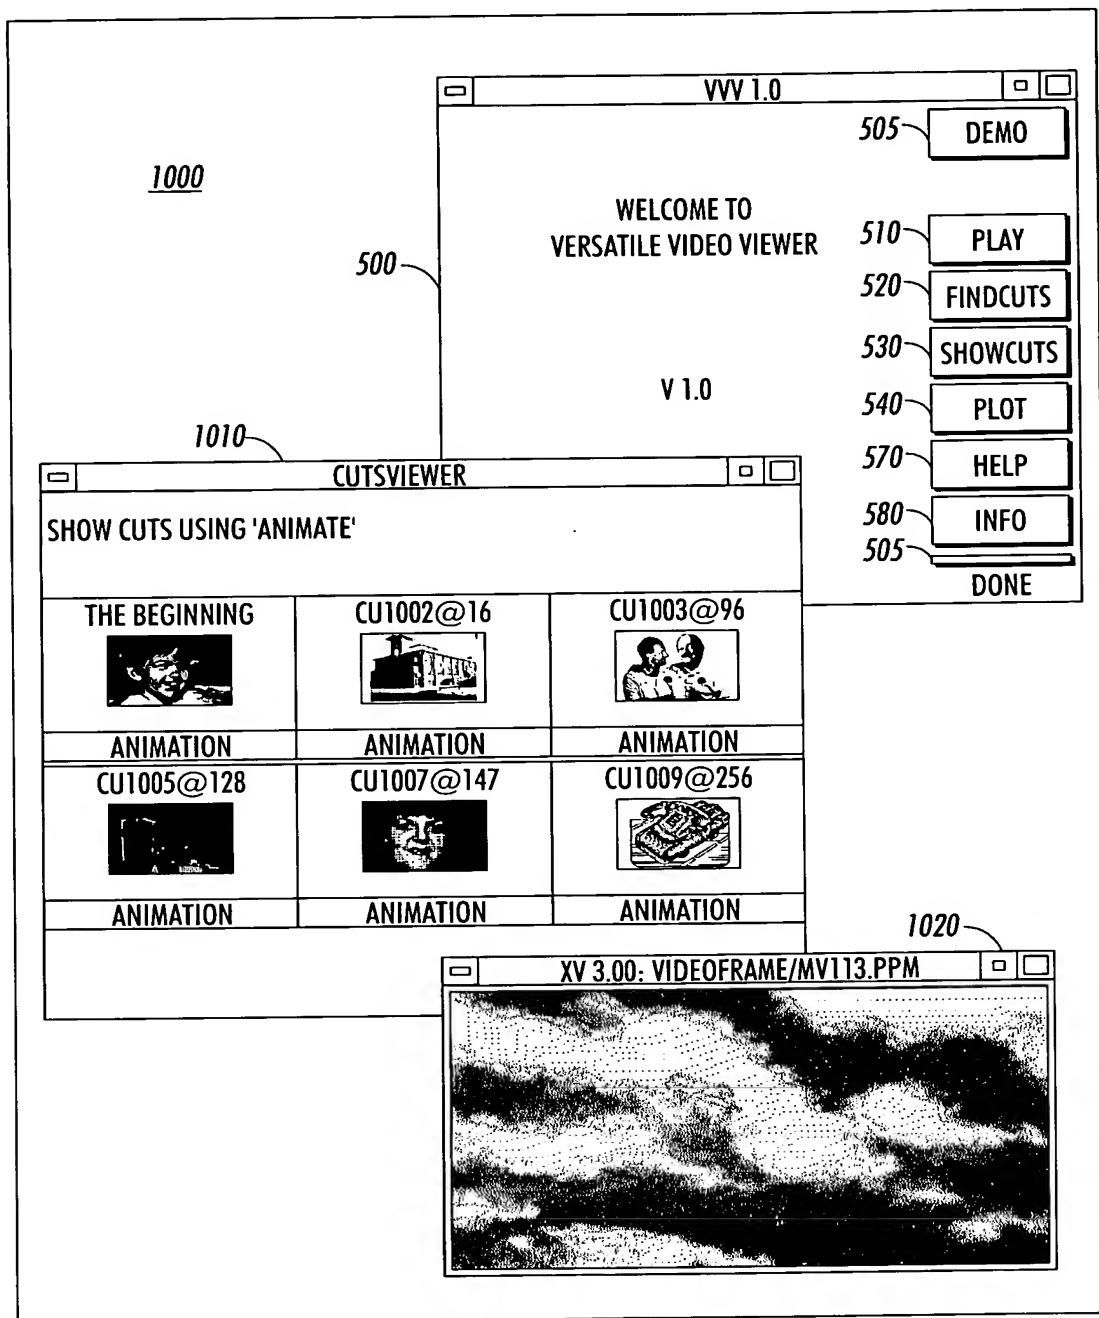 1000
VVV 1.0
505
DEMO
WELCOME TO
VERSATILE VIDEO VIEWER
V 1.0
500
510
PLAY
520
FINDCUTS
530
SHOWCUTS
540
PLOT
570
HELP
580
INFO
505
DONE
1010
CUTSVIEWER
SHOW CUTS USING 'ANIMATE'
THE BEGINNING
CU1002@16
CU1003@96
ANIMATION
ANIMATION
ANIMATION
CU1005@128
CU1007@147
CU1009@256
ANIMATION
ANIMATION
ANIMATION
1020
XV 3.00: VIDEOFRAME/MV113.PPM